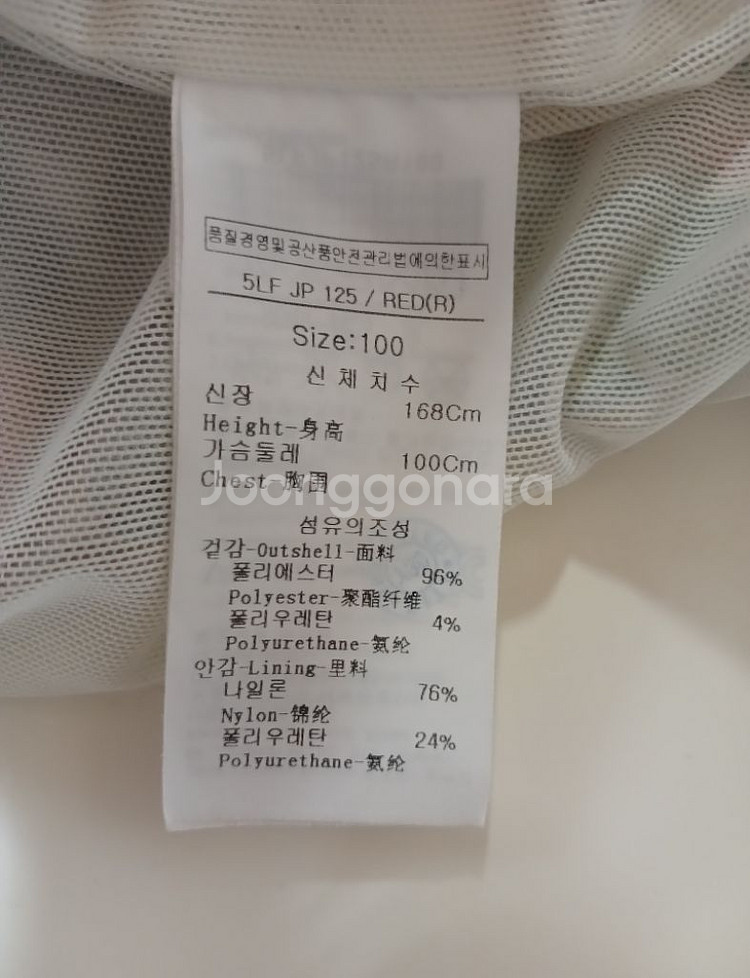 품질경영및공산품안전관리법에의한표시
5LF JP 125 / RED(R)
Size:100
신 체 치 수
신장 168Cm
Height-身高
가슴둘레 100Cm
Chest-胸围
Joonggonara
섬유의조성
겉감-Outshell-面料
폴리에스터 96%
Polyester-聚酯纤维
폴리우레탄 4%
Polyurethane-氨纶
안감-Lining-里料
나일론 76%
Nylon-锦纶
폴리우레탄 24%
Polyurethane-氨纶